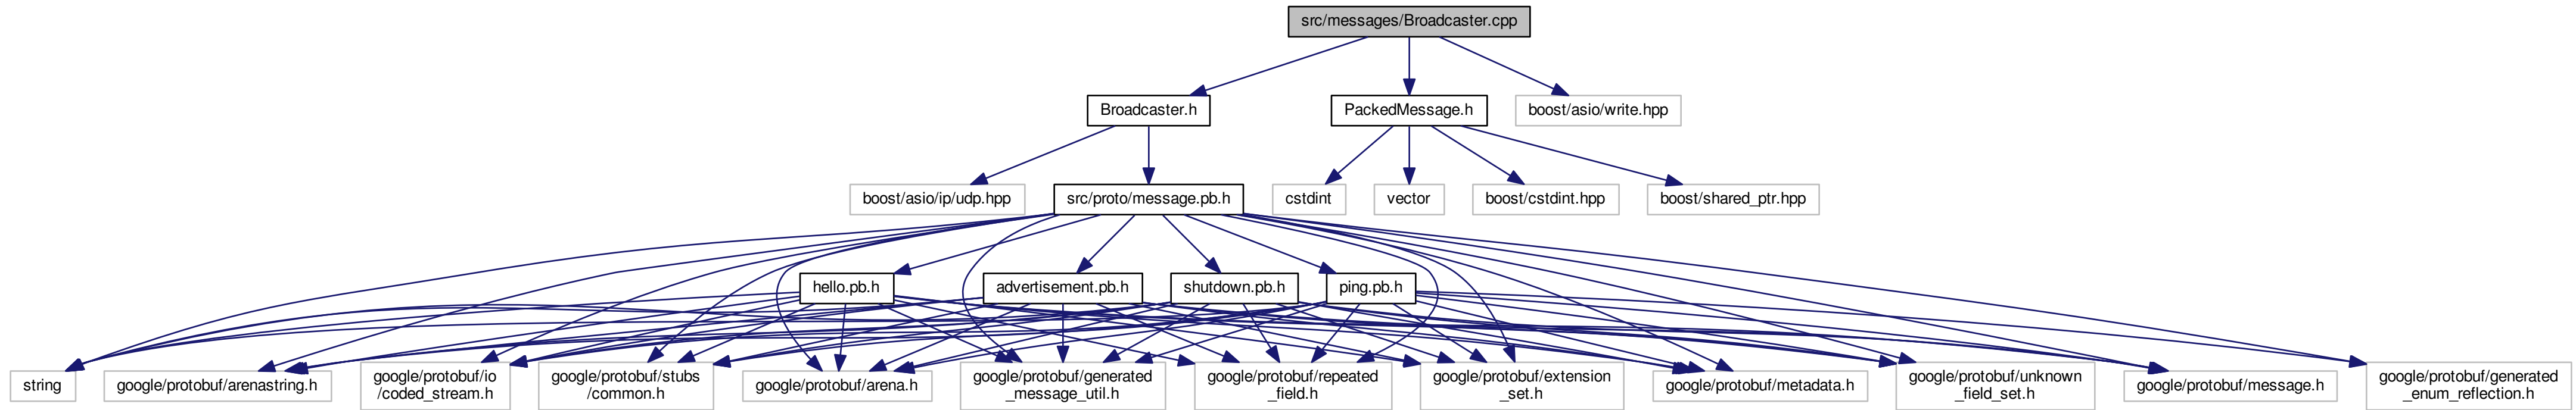 src/messages/Broadcaster.cpp
Broadcaster.h
PackedMessage.h
boost/asio/write.hpp
boost/asio/ip/udp.hpp
src/proto/message.pb.h
cstdint
vector
boost/cstdint.hpp
boost/shared_ptr.hpp
hello.pb.h
advertisement.pb.h
shutdown.pb.h
ping.pb.h
string
google/protobuf/arenastring.h
google/protobuf/io
/coded_stream.h
google/protobuf/stubs
/common.h
google/protobuf/arena.h
google/protobuf/generated
_message_util.h
google/protobuf/repeated
_field.h
google/protobuf/extension
_set.h
google/protobuf/metadata.h
google/protobuf/unknown
_field_set.h
google/protobuf/message.h
google/protobuf/generated
_enum_reflection.h